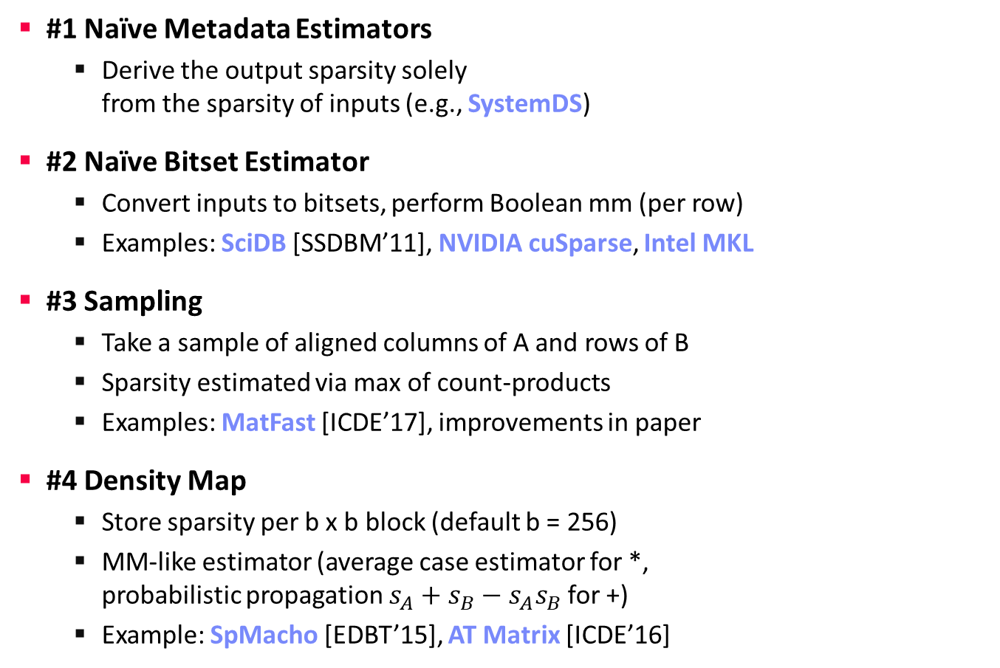 #1 Naïve Metadata Estimators
Derive the output sparsity solely
from the sparsity of inputs (e.g., SystemDS)
#2 Naïve Bitset Estimator
Convert inputs to bitsets, perform Boolean mm (per row)
Examples: SciDB [SSDBM’11], NVIDIA cuSparse, Intel MKL
#3 Sampling
Take a sample of aligned columns of A and rows of B
Sparsity estimated via max of count-products
Examples: MatFast [ICDE’17], improvements in paper
#4 Density Map
Store sparsity per b x b block (default b = 256)
MM-like estimator (average case estimator for *,
probabilistic propagation s_A + s_B − s_A s_B for +)
Example: SpMacho [EDBT’15], AT Matrix [ICDE’16]